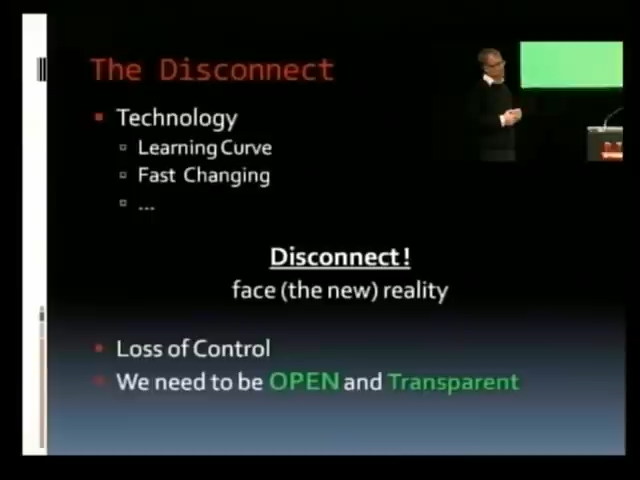 The Disconnect
Technology
Learning Curve
Fast Changing
...
Disconnect!
face (the new) reality
Loss of Control
We need to be OPEN and Transparent